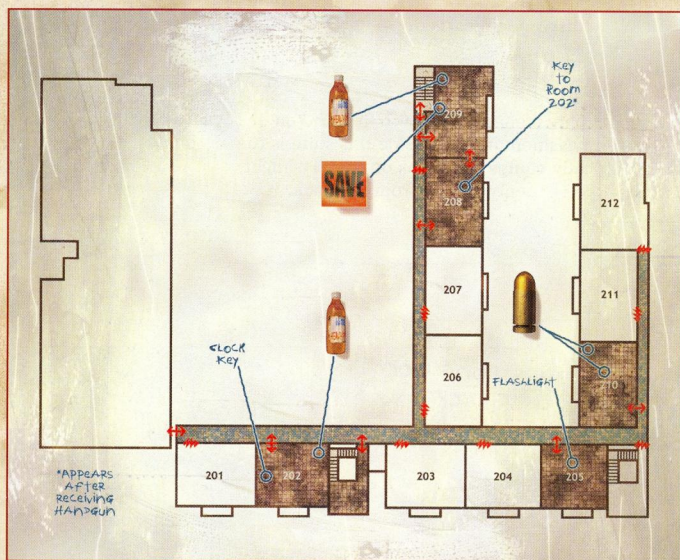 Key
to
Room
202*
209
SAVE
208
212
207
211
206
210
CLOCK
Key
FLASHLIGHT
201
202
203
204
205
*APPEARS
AFTER
RECEIVING
HANDGUN